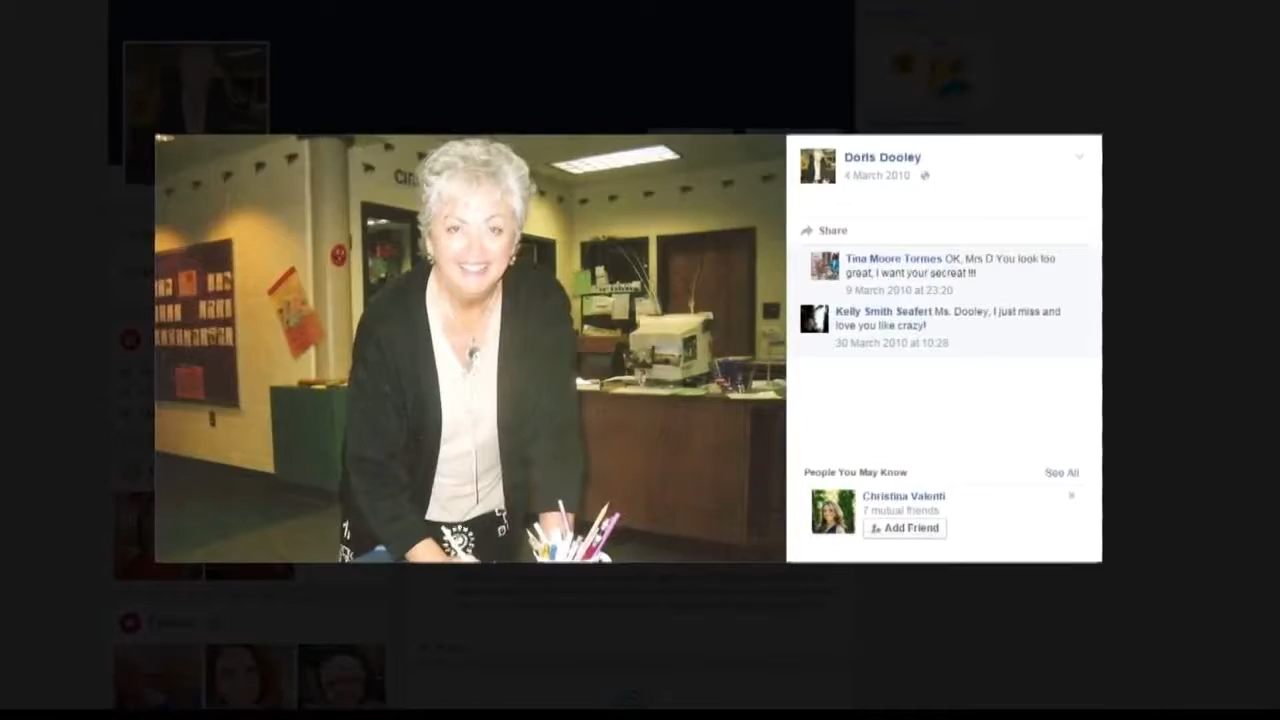 Doris Dooley
4 March 2010
Share
Tina Moore Tormes OK, Mrs D You look too
great, I want your secreat !!!
9 March 2010 at 23:20
Kelly Smith Seafert Ms. Dooley, I just miss and
love you like crazy!
30 March 2010 at 10:28
People You May Know
See All
Christina Valenti
7 mutual friends
Add Friend